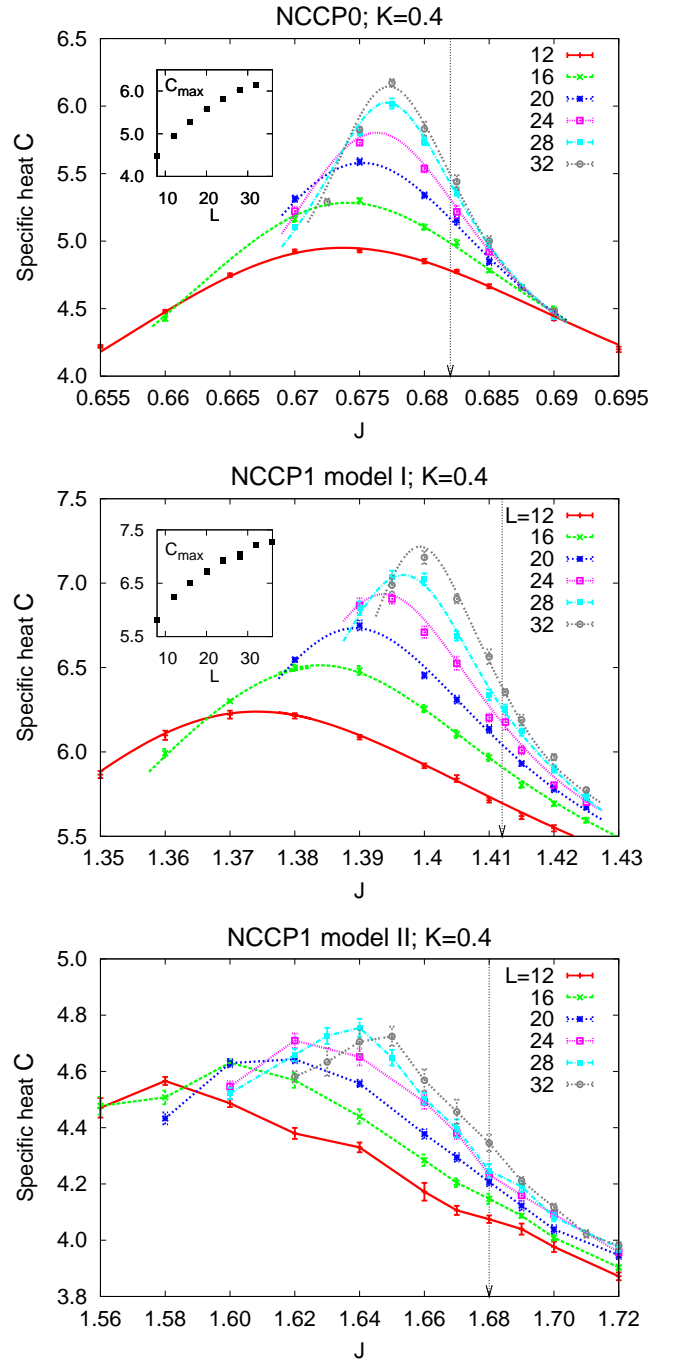 NCCP0; K=0.4
Specific heat C
6.5
6.0
5.5
5.0
4.5
4.0
0.655 0.66 0.665 0.67 0.675 0.68 0.685 0.69 0.695
J
Cmax
6.0
5.0
4.0
10 20 30
L
12
16
20
24
28
32
NCCP1 model I; K=0.4
Specific heat C
7.5
7.0
6.5
6.0
5.5
1.35 1.36 1.37 1.38 1.39 1.4 1.41 1.42 1.43
J
Cmax
7.5
6.5
5.5
10 20 30
L
L=12
16
20
24
28
32
NCCP1 model II; K=0.4
Specific heat C
5.0
4.8
4.6
4.4
4.2
4.0
3.8
1.56 1.58 1.60 1.62 1.64 1.66 1.68 1.70 1.72
J
L=12
16
20
24
28
32